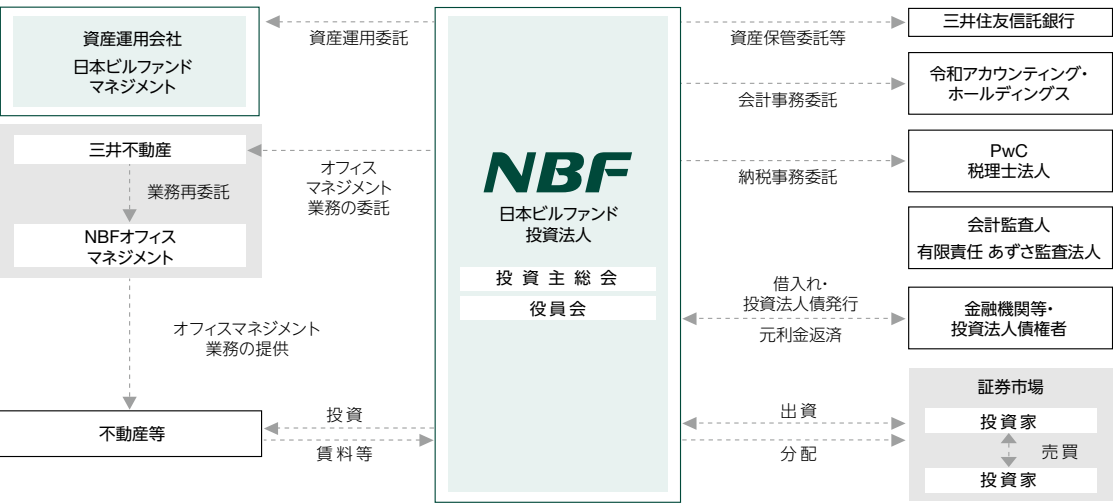 資産運用会社
日本ビルファンド
マネジメント
資産運用委託
三井不動産
業務再委託
NBFオフィス
マネジメント
オフィス
マネジメント
業務の委託
オフィスマネジメント
業務の提供
不動産等
投資
賃料等
NBF
日本ビルファンド
投資法人
投資主総会
役員会
資産保管委託等
三井住友信託銀行
会計事務委託
令和アカウンティング・
ホールディングス
納税事務委託
PwC
税理士法人
会計監査人
有限責任 あずさ監査法人
借入れ・
投資法人債発行
元利金返済
金融機関等・
投資法人債権者
出資
分配
証券市場
投資家
売買
投資家